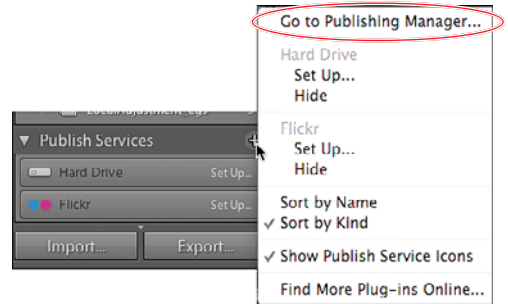 Go to Publishing Manager...
Hard Drive
Set Up...
Hide
Flickr
Set Up...
Hide
Sort by Name
✓ Sort by Kind
✓ Show Publish Service Icons
Find More Plug-ins Online...
Publish Services
Hard Drive Set Up...
Flickr Set Up...
Import... Export...